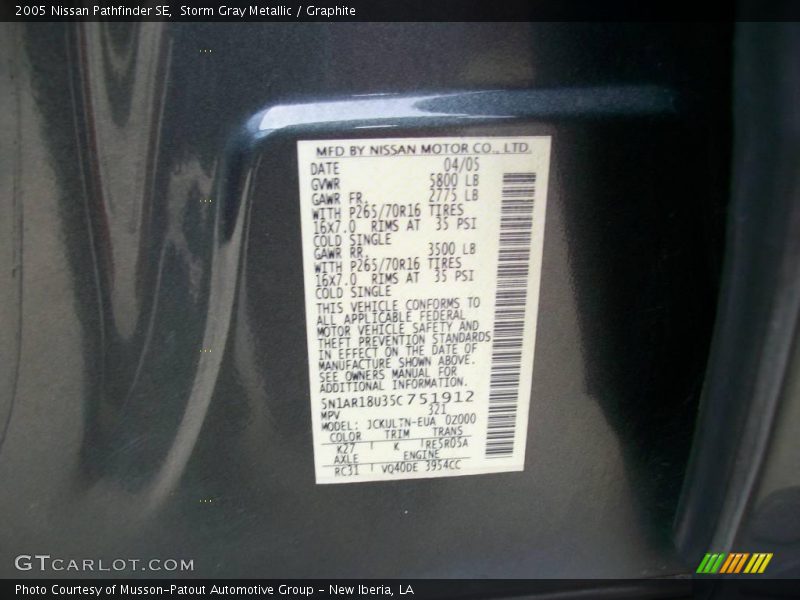 2005 Nissan Pathfinder SE, Storm Gray Metallic / Graphite
MFD BY NISSAN MOTOR CO., LTD.
DATE 04/05
GVWR 5800 LB
GAWR FR. 2775 LB
WITH P265/70R16 TIRES
16X7.0 RIMS AT 35 PSI
COLD SINGLE
GAWR RR. 3500 LB
WITH P265/70R16 TIRES
16X7.0 RIMS AT 35 PSI
COLD SINGLE
THIS VEHICLE CONFORMS TO
ALL APPLICABLE FEDERAL
MOTOR VEHICLE SAFETY AND
THEFT PREVENTION STANDARDS
IN EFFECT ON THE DATE OF
MANUFACTURE SHOWN ABOVE.
SEE OWNERS MANUAL FOR
ADDITIONAL INFORMATION.
5N1AR18U35C751912
MPV 321
MODEL: JCKULTN-EUA 0Z000
COLOR TRIM TRANS
K27 K RE5R05A
AXLE ENGINE
RC31 VQ40DE 3954CC
GTCARLOT.COM
Photo Courtesy of Musson-Patout Automotive Group - New Iberia, LA